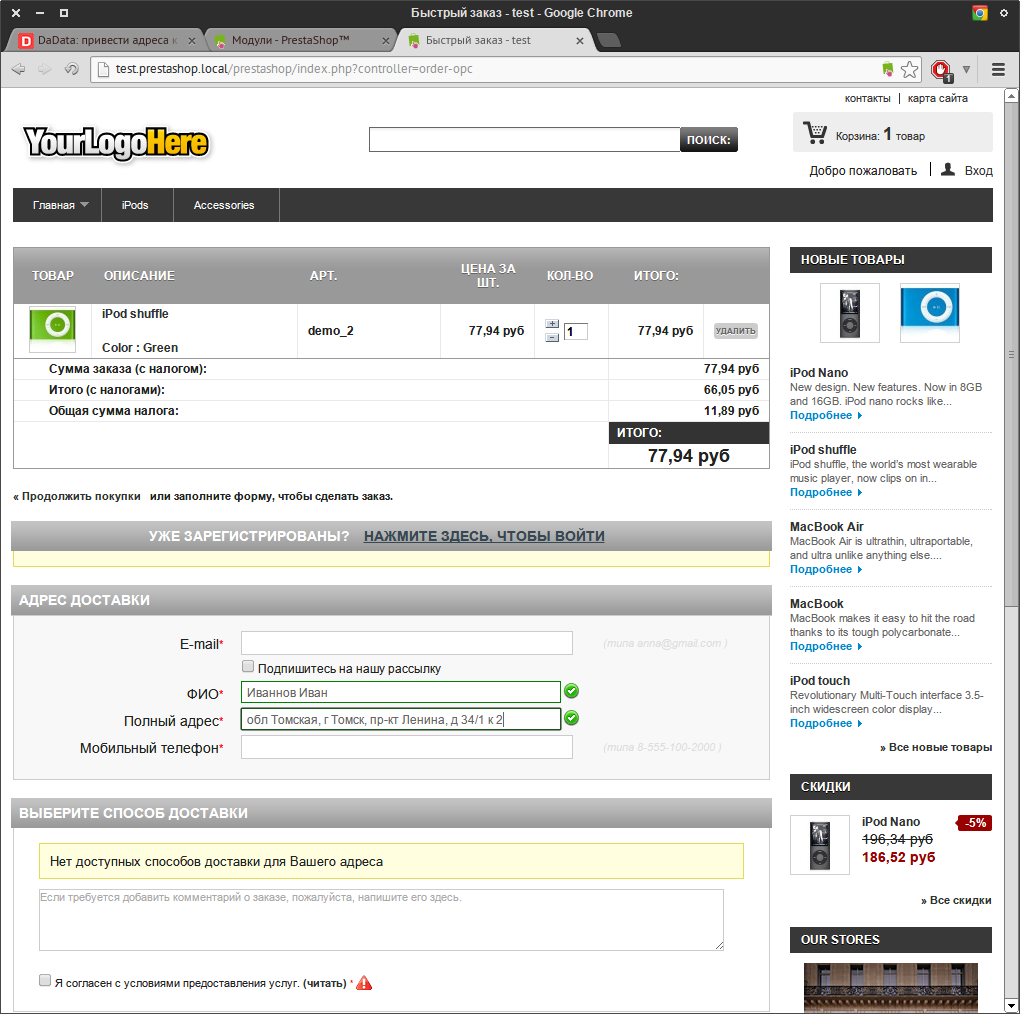 Быстрый заказ - test - Google Chrome
DaData: привести адреса к
Модули - PrestaShop™
Быстрый заказ - test
test.prestashop.local/prestashop/index.php?controller=order-opc
1
контакты | карта сайта
YourLogoHere
ПОИСК:
Корзина: 1 товар
Добро пожаловать | Вход
Главная
iPods
Accessories
ТОВАР ОПИСАНИЕ АРТ. ЦЕНА ЗА ШТ. КОЛ-ВО ИТОГО:
iPod shuffle
Color : Green
demo_2 77,94 руб 1 77,94 руб УДАЛИТЬ
Сумма заказа (с налогом): 77,94 руб
Итого (с налогами): 66,05 руб
Общая сумма налога: 11,89 руб
ИТОГО:
77,94 руб
« Продолжить покупки или заполните форму, чтобы сделать заказ.
УЖЕ ЗАРЕГИСТРИРОВАНЫ? НАЖМИТЕ ЗДЕСЬ, ЧТОБЫ ВОЙТИ
АДРЕС ДОСТАВКИ
E-mail* (типа anna@gmail.com )
Подпишитесь на нашу рассылку
ФИО* Иваннов Иван
Полный адрес* обл Томская, г Томск, пр-кт Ленина, д 34/1 к 2
Мобильный телефон* (типа 8-555-100-2000 )
ВЫБЕРИТЕ СПОСОБ ДОСТАВКИ
Нет доступных способов доставки для Вашего адреса
Если требуется добавить комментарий о заказе, пожалуйста, напишите его здесь.
Я согласен с условиями предоставления услуг. (читать) *
НОВЫЕ ТОВАРЫ
iPod Nano
New design. New features. Now in 8GB
and 16GB. iPod nano rocks like...
Подробнее
iPod shuffle
iPod shuffle, the world's most wearable
music player, now clips on in...
Подробнее
MacBook Air
MacBook Air is ultrathin, ultraportable,
and ultra unlike anything else....
Подробнее
MacBook
MacBook makes it easy to hit the road
thanks to its tough polycarbonate...
Подробнее
iPod touch
Revolutionary Multi-Touch interface 3.5-
inch widescreen color display...
Подробнее
» Все новые товары
СКИДКИ
iPod Nano -5%
196,34 руб
186,52 руб
» Все скидки
OUR STORES